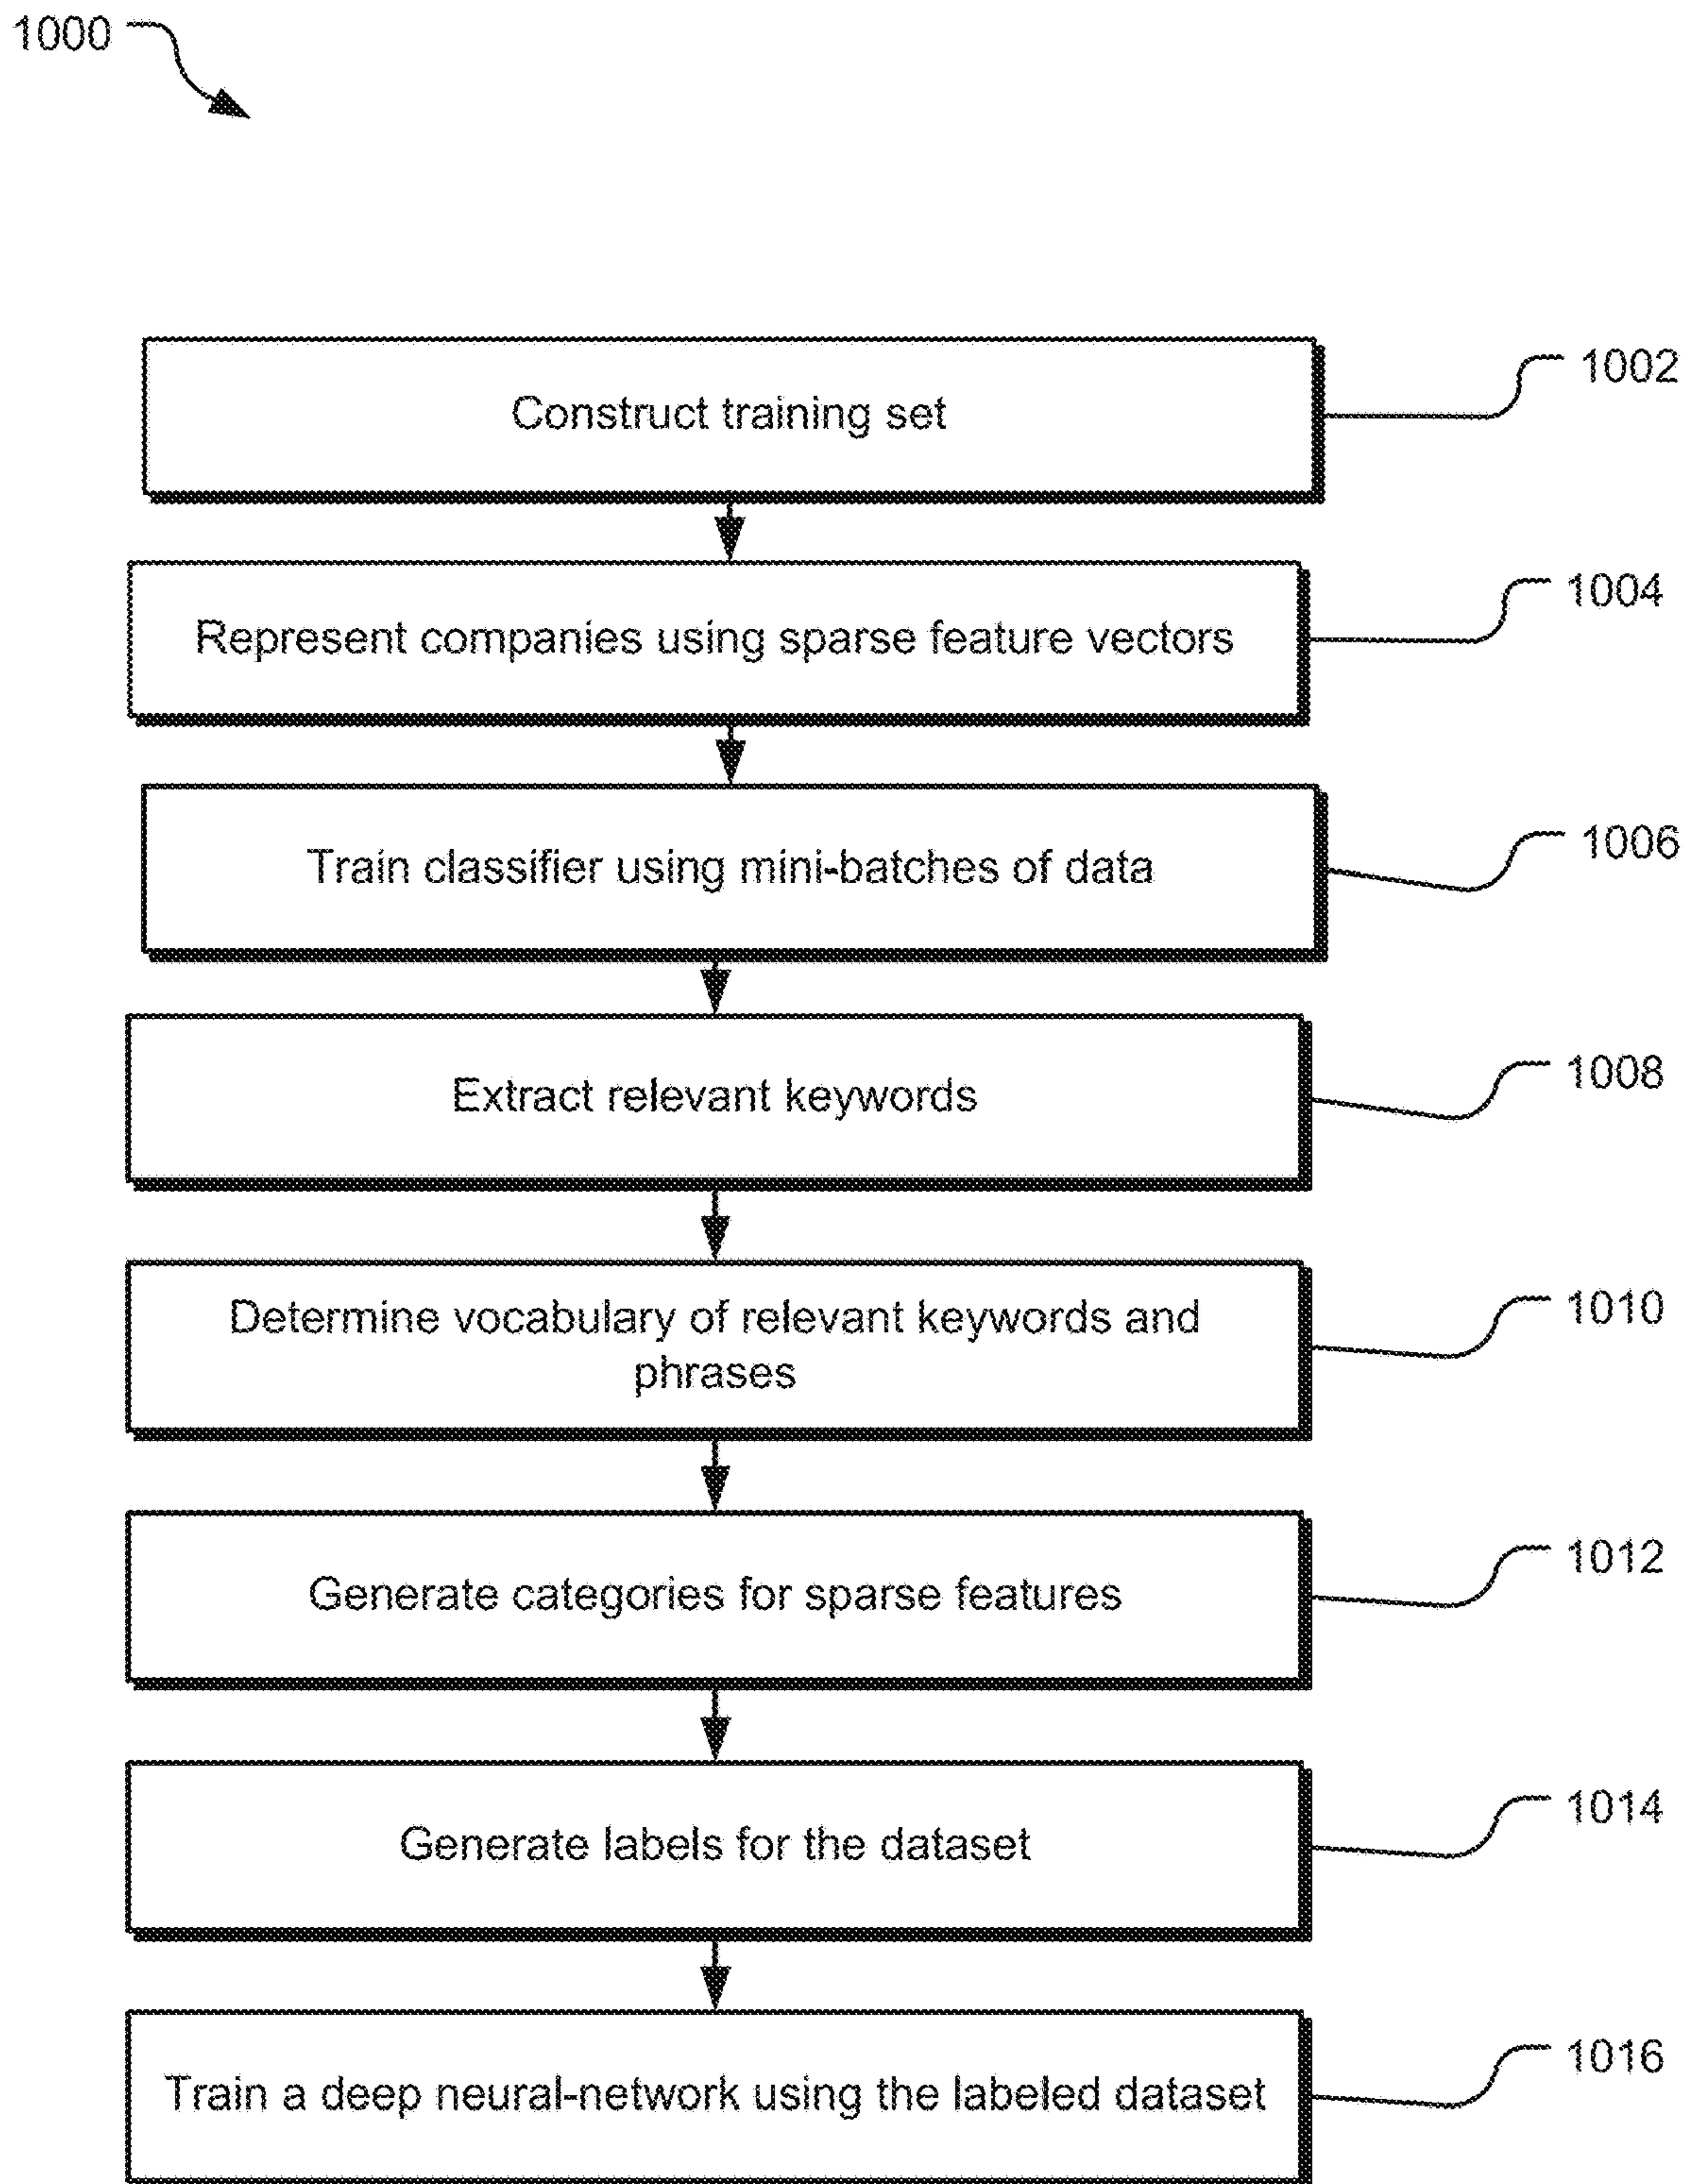 1000
Construct training set
1002
Represent companies using sparse feature vectors
1004
Train classifier using mini-batches of data
1006
Extract relevant keywords
1008
Determine vocabulary of relevant keywords and
phrases
1010
Generate categories for sparse features
1012
Generate labels for the dataset
1014
Train a deep neural-network using the labeled dataset
1016